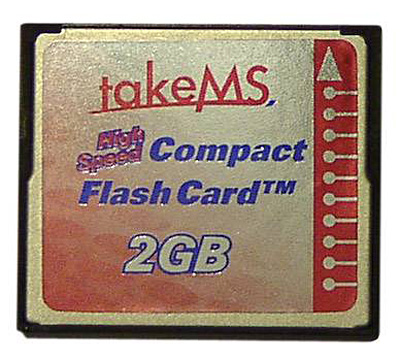 takeMS
High Speed Compact
Flash Card™
2GB